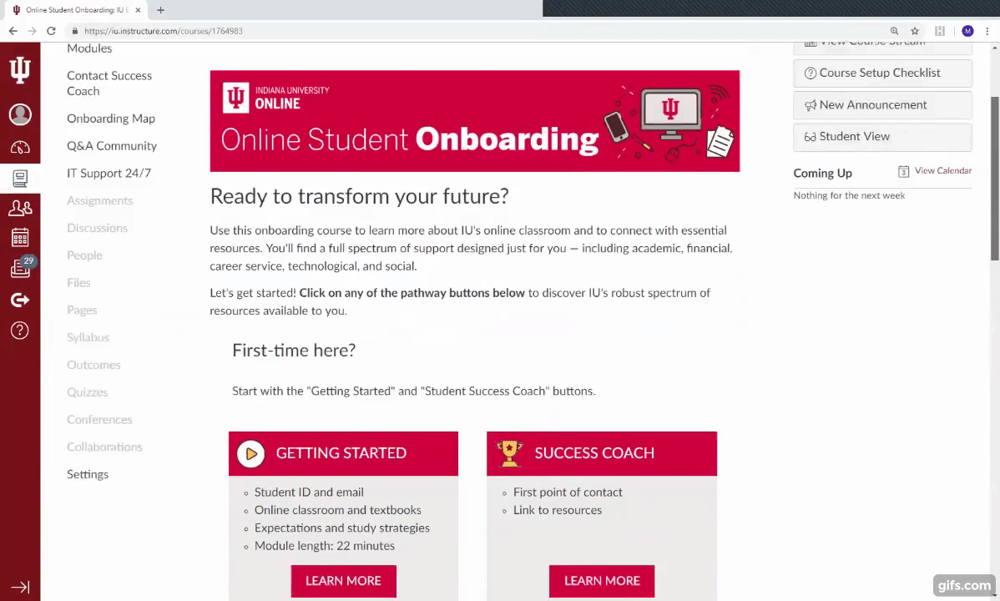 Online Student Onboarding: IU E
https://iu.instructure.com/courses/1764983
M
29
Modules
Contact Success
Coach
Onboarding Map
Q&A Community
IT Support 24/7
Assignments
Discussions
People
Files
Pages
Syllabus
Outcomes
Quizzes
Conferences
Collaborations
Settings
INDIANA UNIVERSITY
ONLINE
Online Student Onboarding
Ready to transform your future?
Use this onboarding course to learn more about IU's online classroom and to connect with essential
resources. You'll find a full spectrum of support designed just for you — including academic, financial,
career service, technological, and social.
Let's get started! Click on any of the pathway buttons below to discover IU's robust spectrum of
resources available to you.
First-time here?
Start with the "Getting Started" and "Student Success Coach" buttons.
GETTING STARTED
Student ID and email
Online classroom and textbooks
Expectations and study strategies
Module length: 22 minutes
LEARN MORE
SUCCESS COACH
First point of contact
Link to resources
LEARN MORE
View Course Stream
Course Setup Checklist
New Announcement
Student View
Coming Up
3 View Calendar
Nothing for the next week
gifs.com